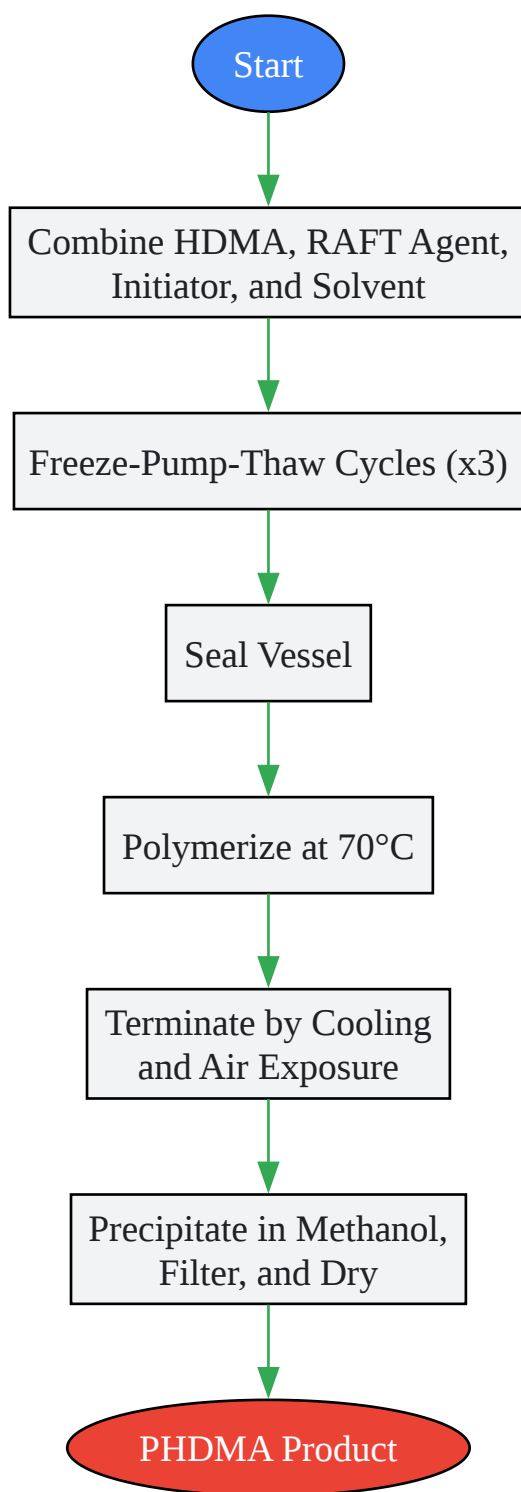 Start
Combine HDMA, RAFT Agent,
Initiator, and Solvent
Freeze-Pump-Thaw Cycles (x3)
Seal Vessel
Polymerize at 70°C
Terminate by Cooling
and Air Exposure
Precipitate in Methanol,
Filter, and Dry
PHDMA Product